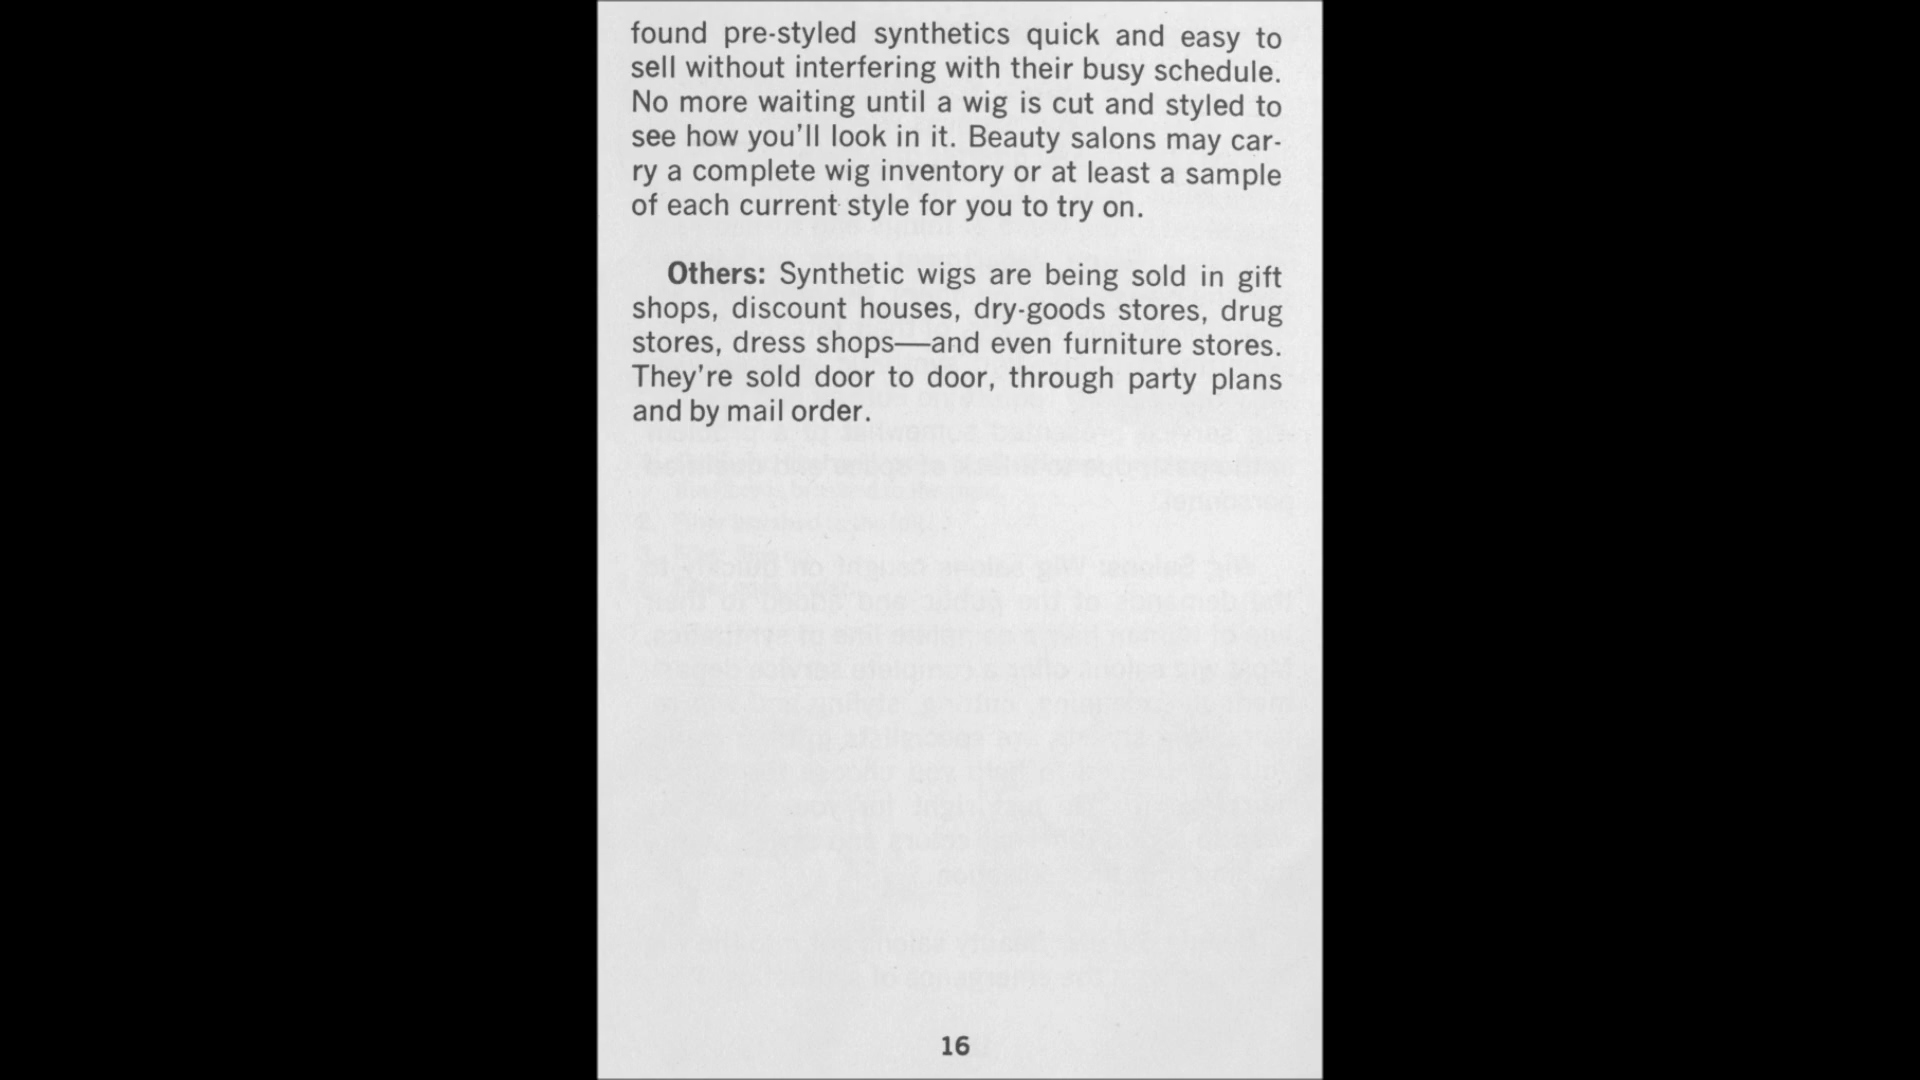 found pre-styled synthetics quick and easy to
sell without interfering with their busy schedule.
No more waiting until a wig is cut and styled to
see how you'll look in it. Beauty salons may car-
ry a complete wig inventory or at least a sample
of each current style for you to try on.
Others: Synthetic wigs are being sold in gift
shops, discount houses, dry-goods stores, drug
stores, dress shops—and even furniture stores.
They're sold door to door, through party plans
and by mail order.
16